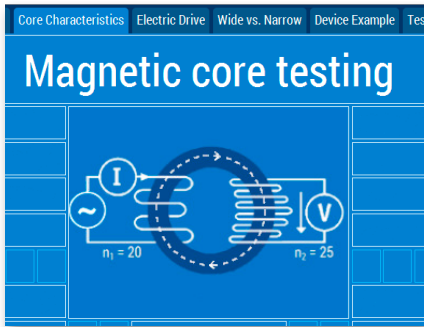 Core Characteristics Electric Drive Wide vs. Narrow Device Example
Magnetic core testing
I
~
V
n₁ = 20
n₂ = 25